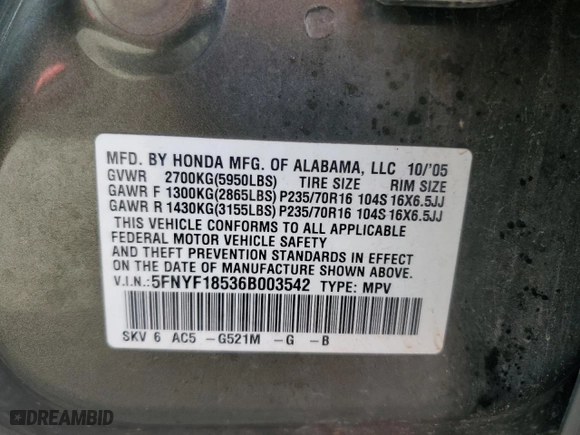 MFD. BY HONDA MFG. OF ALABAMA, LLC 10/'05
GVWR 2700KG(5950LBS) TIRE SIZE RIM SIZE
GAWR F 1300KG(2865LBS) P235/70R16 104S 16X6.5JJ
GAWR R 1430KG(3155LBS) P235/70R16 104S 16X6.5JJ
THIS VEHICLE CONFORMS TO ALL APPLICABLE
FEDERAL MOTOR VEHICLE SAFETY
AND THEFT PREVENTION STANDARDS IN EFFECT
ON THE DATE OF MANUFACTURE SHOWN ABOVE.
V.I.N.:5FNYF18536B003542 TYPE: MPV
SKV 6 AC5 -G521M -G -B
DREAMBID